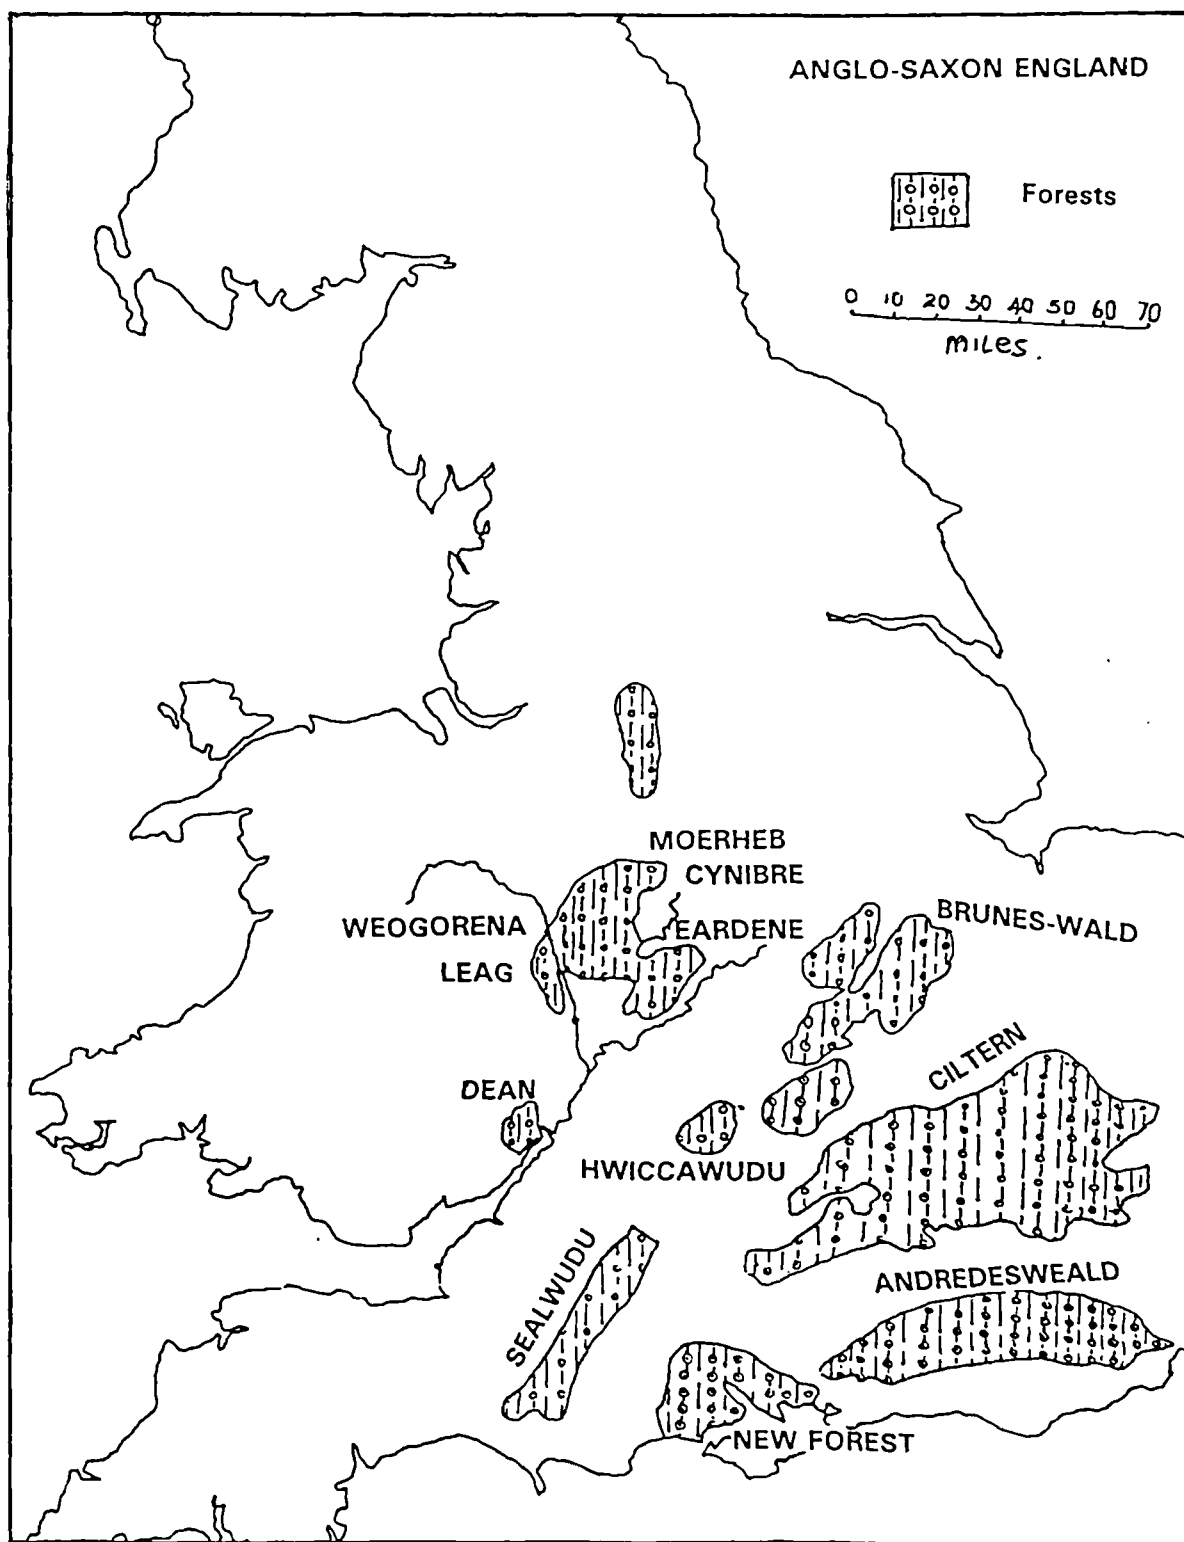 ANGLO-SAXON ENGLAND
Forests
0 10 20 30 40 50 60 70
MILES.
MOERHEB
CYNIBRE
WEOGORENA
EARDENE
BRUNES-WALD
LEAG
CILTERN
DEAN
HWICCAWUDU
SEALWUDU
ANDREDESWEALD
NEW FOREST